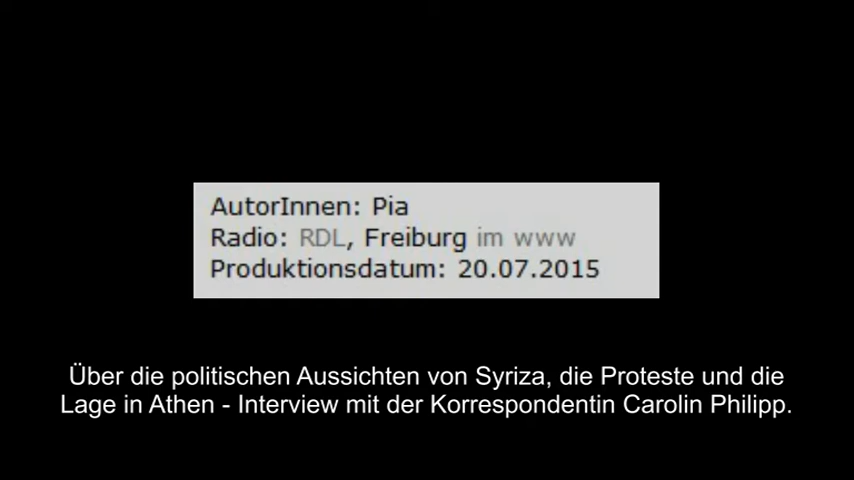 AutorInnen: Pia
Radio: RDL, Freiburg im www
Produktionsdatum: 20.07.2015
Über die politischen Aussichten von Syriza, die Proteste und die
Lage in Athen - Interview mit der Korrespondentin Carolin Philipp.